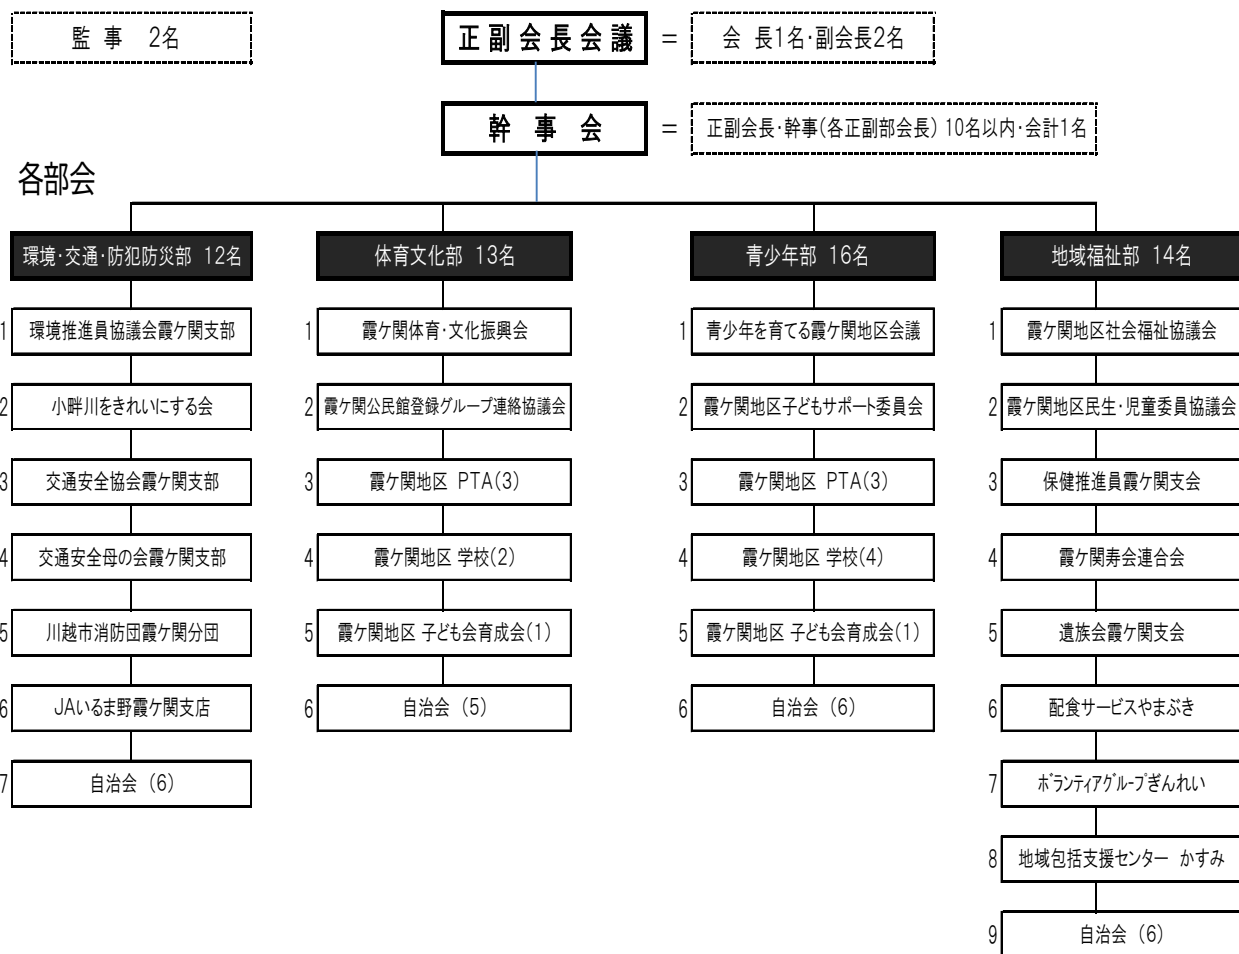 監 事 2名
正 副 会 長 会 議 = 会 長1名・副会長2名
幹 事 会 = 正副会長・幹事(各正副部会長) 10名以内・会計1名
各部会
環境・交通・防犯防災部 12名
1 環境推進員協議会霞ケ関支部
2 小畔川をきれいにする会
3 交通安全協会霞ケ関支部
4 交通安全母の会霞ケ関支部
5 川越市消防団霞ケ関分団
6 JAいるま野霞ケ関支店
7 自治会 (6)
体育文化部 13名
1 霞ケ関体育・文化振興会
2 霞ケ関公民館登録グループ連絡協議会
3 霞ケ関地区 PTA(3)
4 霞ケ関地区 学校(2)
5 霞ケ関地区 子ども会育成会(1)
6 自治会 (5)
青少年部 16名
1 青少年を育てる霞ケ関地区会議
2 霞ケ関地区子どもサポート委員会
3 霞ケ関地区 PTA(3)
4 霞ケ関地区 学校(4)
5 霞ケ関地区 子ども会育成会(1)
6 自治会 (6)
地域福祉部 14名
1 霞ケ関地区社会福祉協議会
2 霞ケ関地区民生・児童委員協議会
3 保健推進員霞ケ関支会
4 霞ケ関寿会連合会
5 遺族会霞ケ関支会
6 配食サービスやまぶき
7 ボランティアグループぎんれい
8 地域包括支援センター かすみ
9 自治会 (6)